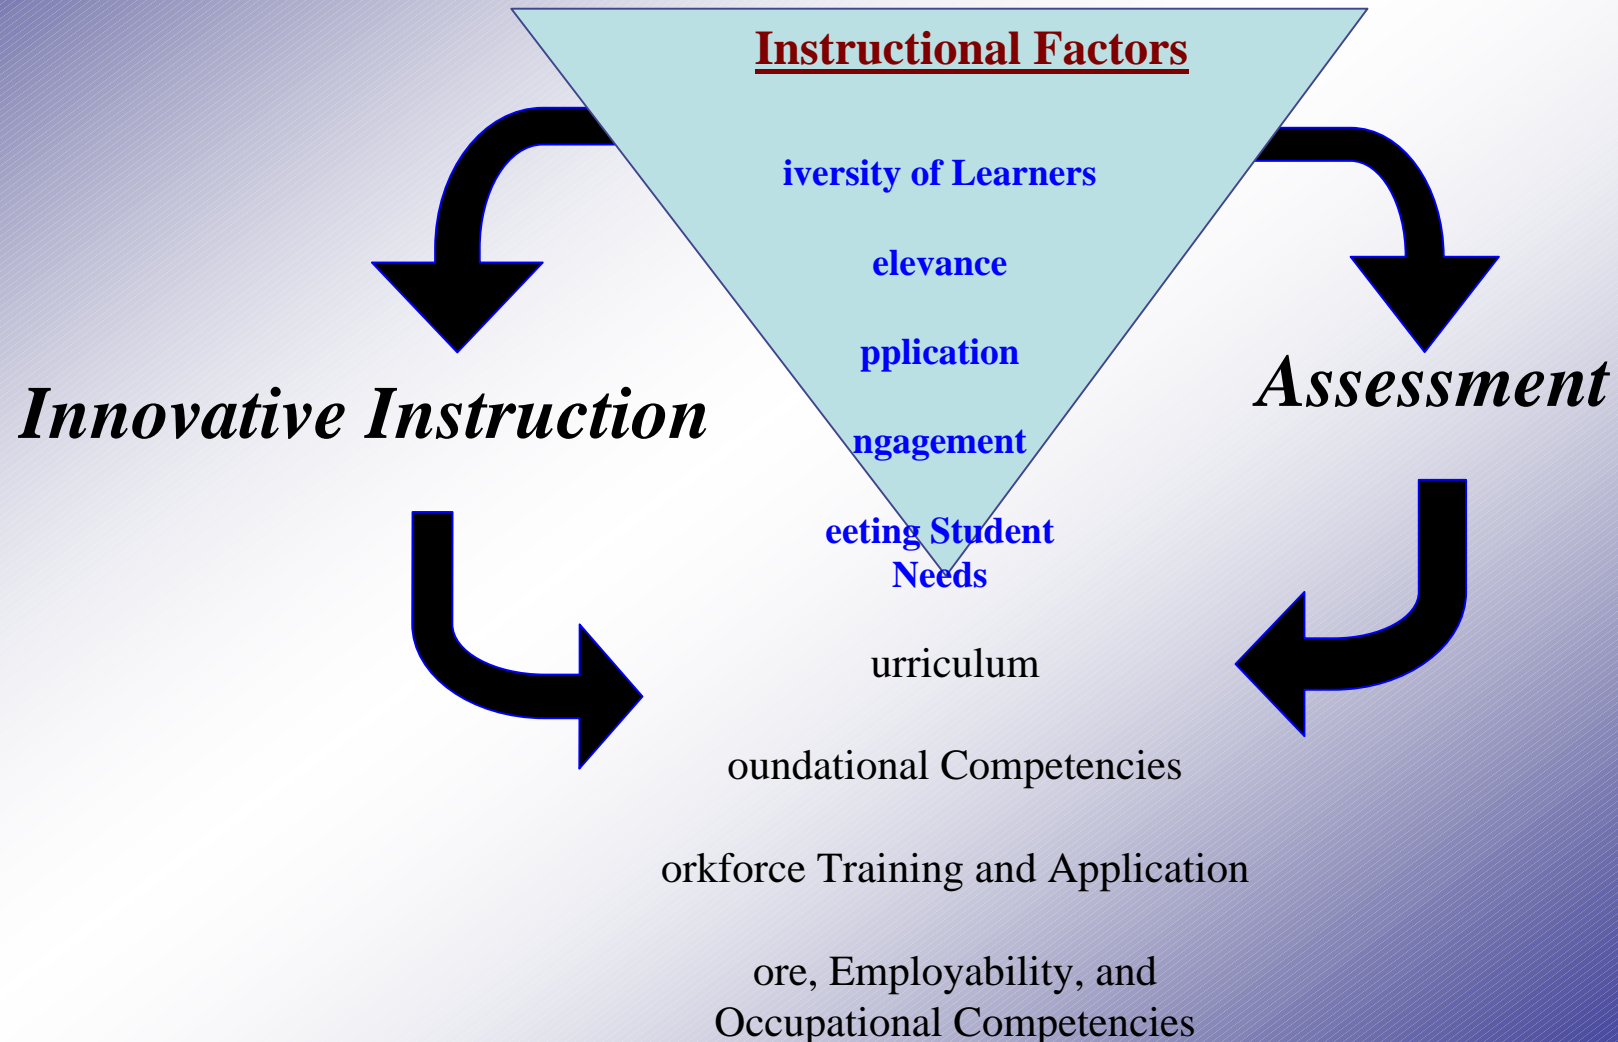 Instructional Factors
iversity of Learners
elevance
pplication
ngagement
eeting Student
Needs
Innovative Instruction
Assessment
urriculum
oundational Competencies
orkforce Training and Application
ore, Employability, and
Occupational Competencies